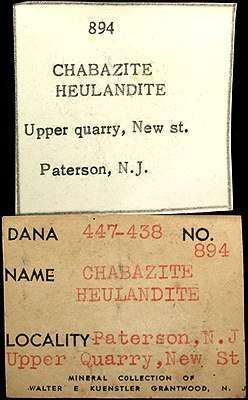 894
CHABAZITE
HEULANDITE
Upper quarry, New st.
Paterson, N.J.
DANA 447-438 NO.
894
NAME CHABAZITE
HEULANDITE
LOCALITY Paterson, N.J
Upper Quarry, New St
MINERAL COLLECTION OF
WALTER E KUENSTLER GRANTWOOD, N. J